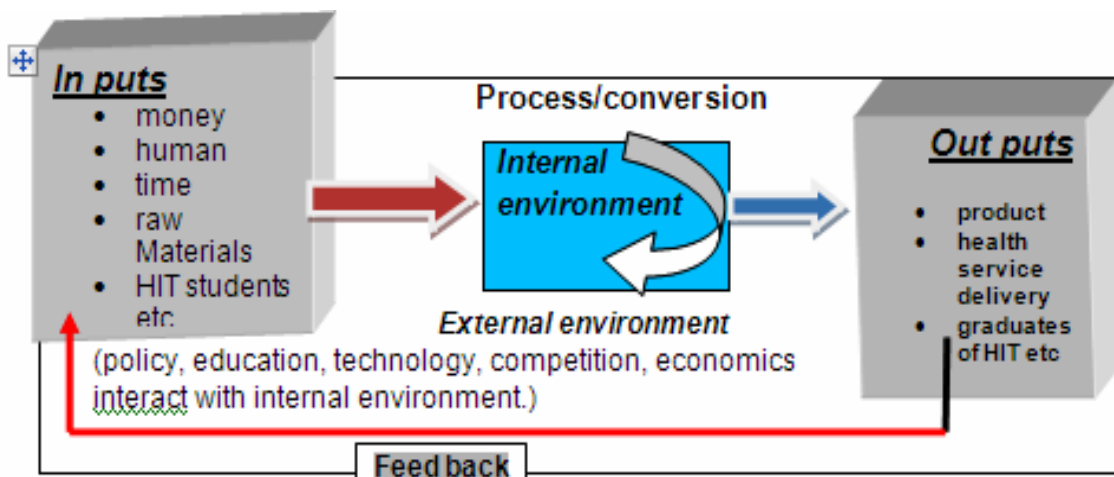 In puts
• money
• human
• time
• raw
Materials
• HIT students
etc
Process/conversion
Internal
environment
External environment
(policy, education, technology, competition, economics
interact with internal environment.)
Out puts
• product
• health
service
delivery
• graduates
of HIT etc
Feed back